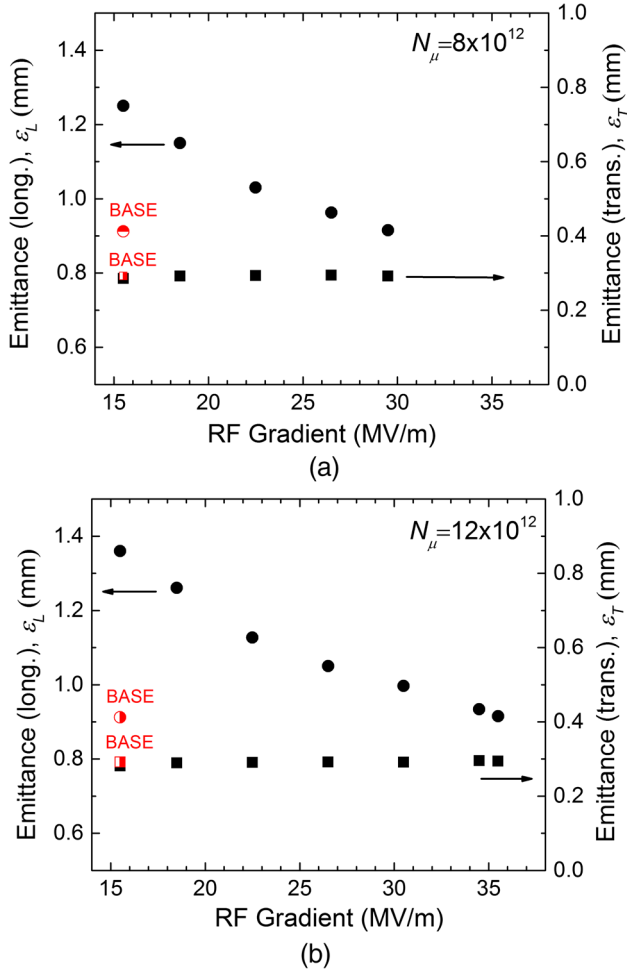 N_μ=8x10^12
Emittance (long.), ε_L (mm)
1.4
1.2
1.0
0.8
0.6
BASE
BASE
1.0
0.8
0.6
0.4
0.2
0.0
Emittance (trans.), ε_T (mm)
15 20 25 30 35
RF Gradient (MV/m)
(a)
N_μ=12x10^12
Emittance (long.), ε_L (mm)
1.4
1.2
1.0
0.8
0.6
BASE
BASE
1.0
0.8
0.6
0.4
0.2
0.0
Emittance (trans.), ε_T (mm)
15 20 25 30 35
RF Gradient (MV/m)
(b)